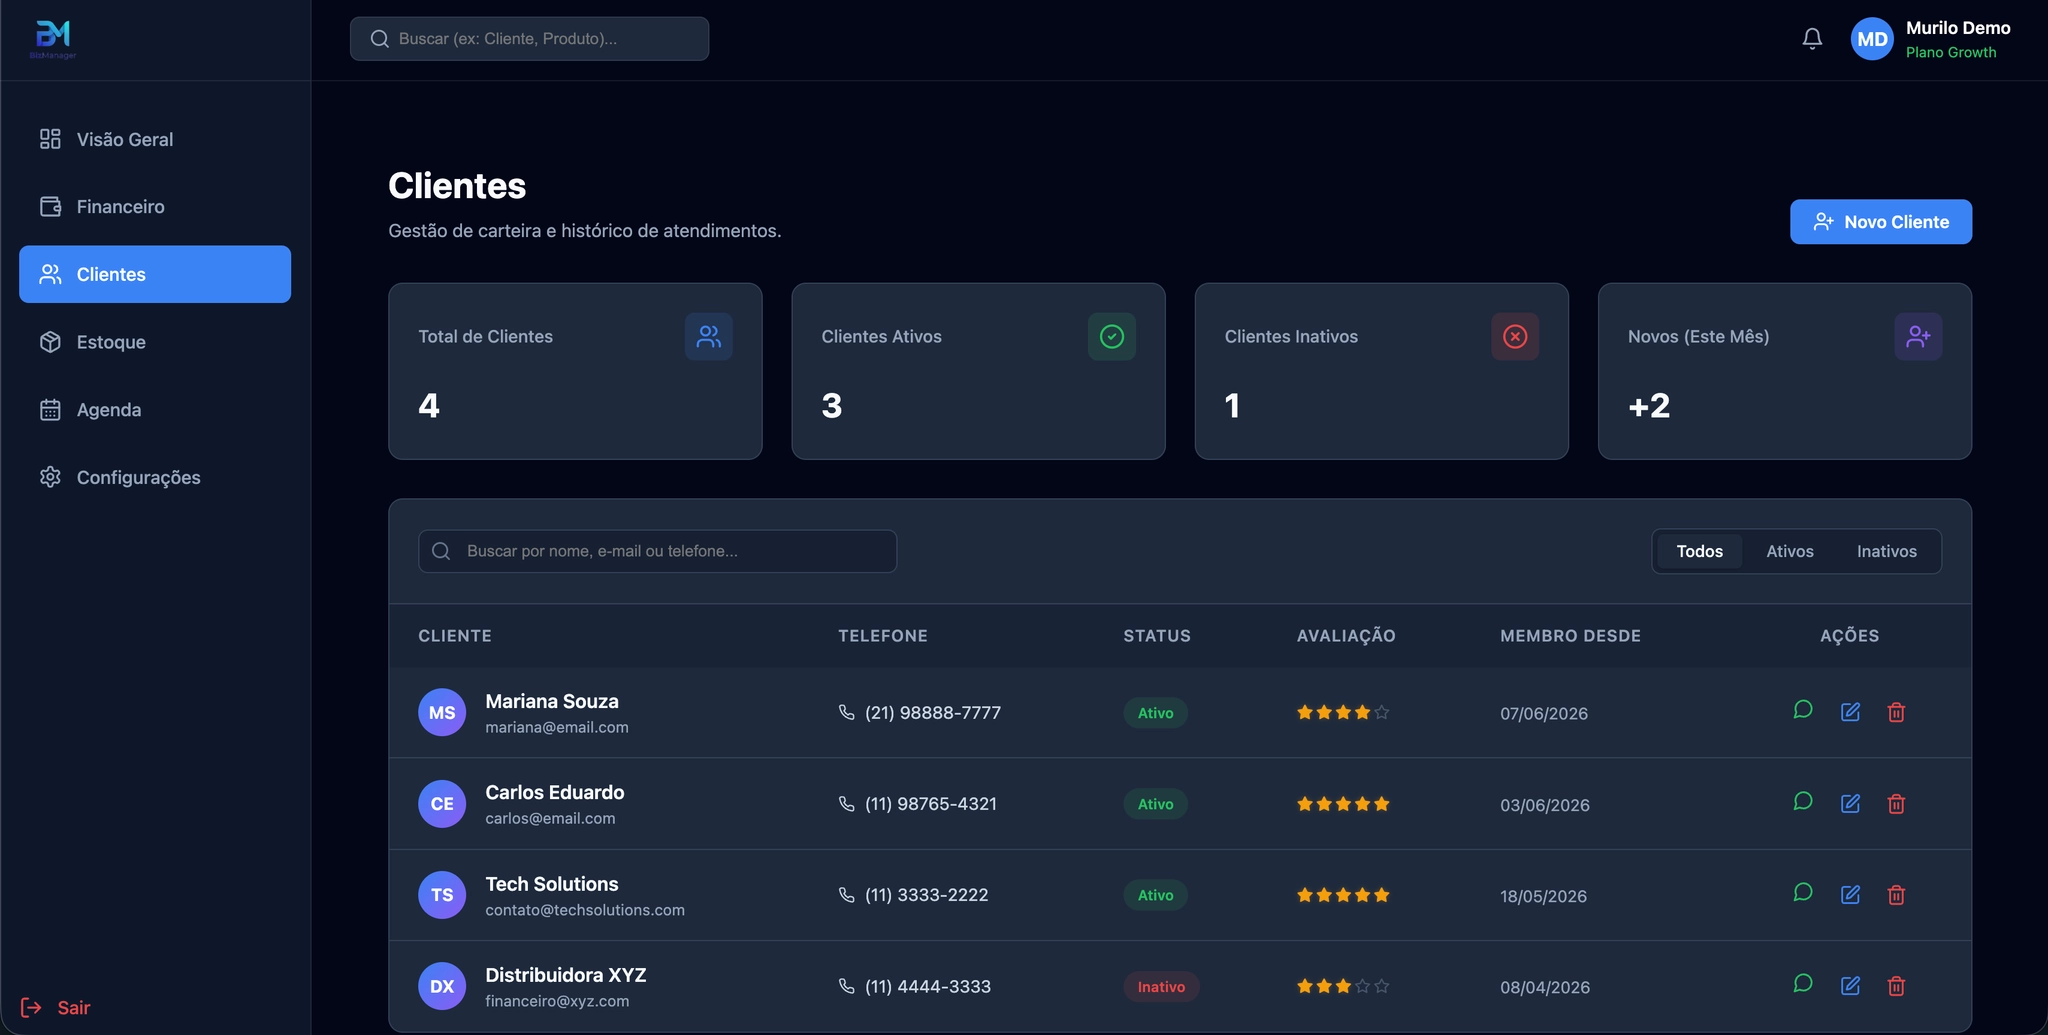 BM
BizManager
Buscar (ex: Cliente, Produto)...
MD
Murilo Demo
Plano Growth
Visão Geral
Financeiro
Clientes
Estoque
Agenda
Configurações
Sair
Clientes
Gestão de carteira e histórico de atendimentos.
Novo Cliente
Total de Clientes
4
Clientes Ativos
3
Clientes Inativos
1
Novos (Este Mês)
+2
Buscar por nome, e-mail ou telefone...
Todos Ativos Inativos
CLIENTE TELEFONE STATUS AVALIAÇÃO MEMBRO DESDE AÇÕES
MS Mariana Souza (21) 98888-7777 Ativo 07/06/2026
mariana@email.com
CE Carlos Eduardo (11) 98765-4321 Ativo 03/06/2026
carlos@email.com
TS Tech Solutions (11) 3333-2222 Ativo 18/05/2026
contato@techsolutions.com
DX Distribuidora XYZ (11) 4444-3333 Inativo 08/04/2026
financeiro@xyz.com